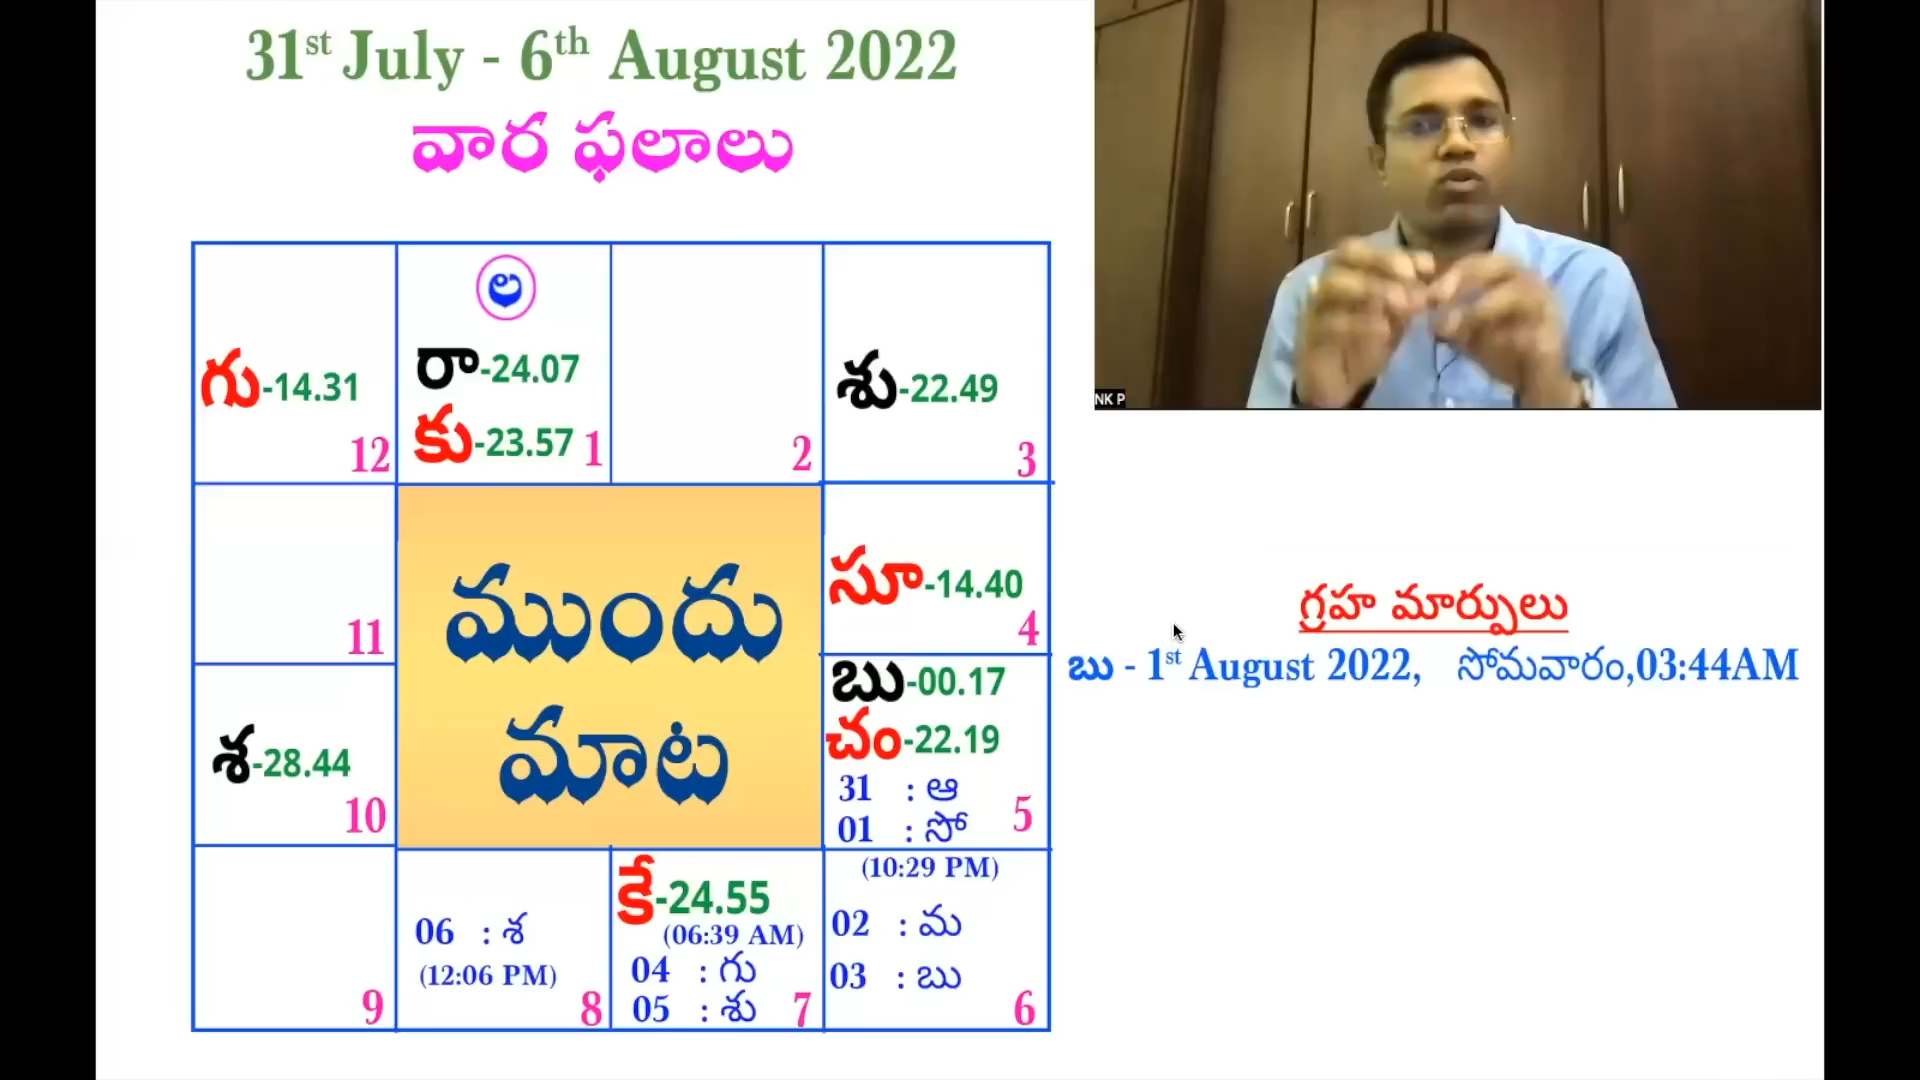 31st July - 6th August 2022
వార ఫలాలు
NK P
ల
గు-14.31
12
రా-24.07
కు-23.57
1
2
శు-22.49
3
11
ముందు
మాట
సూ-14.40
4
గ్రహ మార్పులు
బు - 1st August 2022, సోమవారం,03:44AM
శ-28.44
10
బు-00.17
చం-22.19
31 : ఆ
01 : సో
5
9
06 : శ
(12:06 PM)
8
కే-24.55
(06:39 AM)
04 : గు
05 : శు
7
(10:29 PM)
02 : మ
03 : బు
6